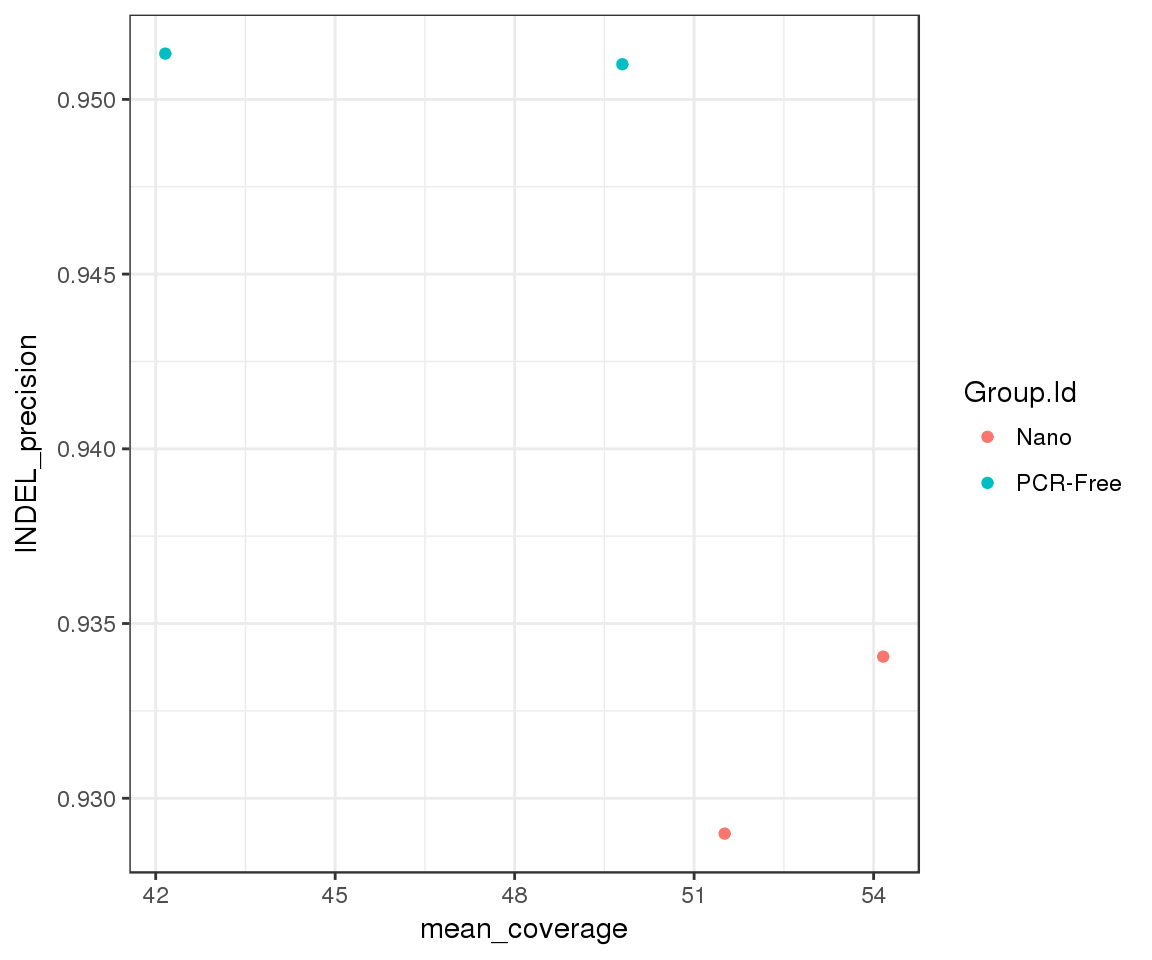 0.950
0.945
0.940
0.935
0.930
INDEL_precision
42 45 48 51 54
mean_coverage
Group.Id
Nano
PCR-Free